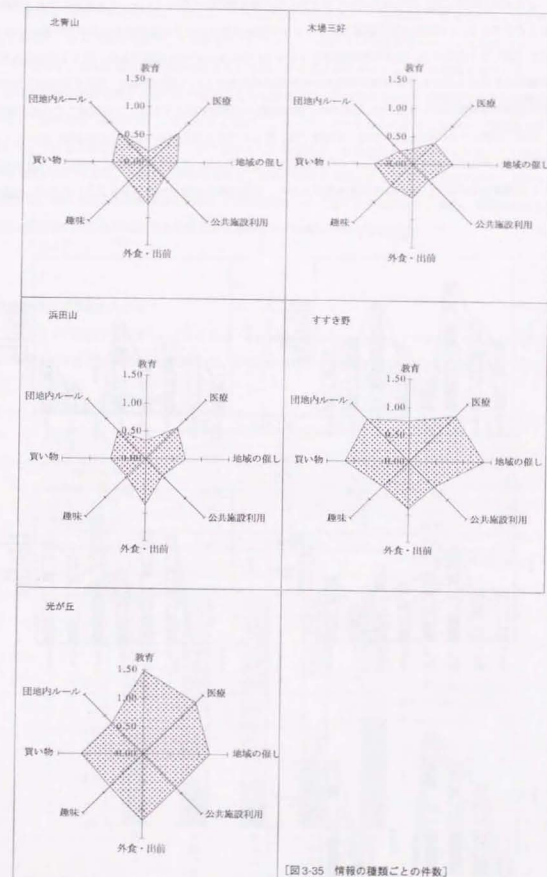 北青山
教育
1.50
1.00
0.50
0.00
医療
地域の催し
公共施設利用
外食・出前
趣味
買い物
団地内ルール
木場三好
教育
1.50
1.00
0.50
0.00
医療
地域の催し
公共施設利用
外食・出前
趣味
買い物
団地内ルール
浜田山
教育
1.50
1.00
0.50
0.00
医療
地域の催し
公共施設利用
外食・出前
趣味
買い物
団地内ルール
すすき野
教育
1.50
1.00
0.50
0.00
医療
地域の催し
公共施設利用
外食・出前
趣味
買い物
団地内ルール
光が丘
教育
1.50
1.00
0.50
0.00
医療
地域の催し
公共施設利用
外食・出前
趣味
買い物
団地内ルール
[図3-35 情報の種類ごとの件数]